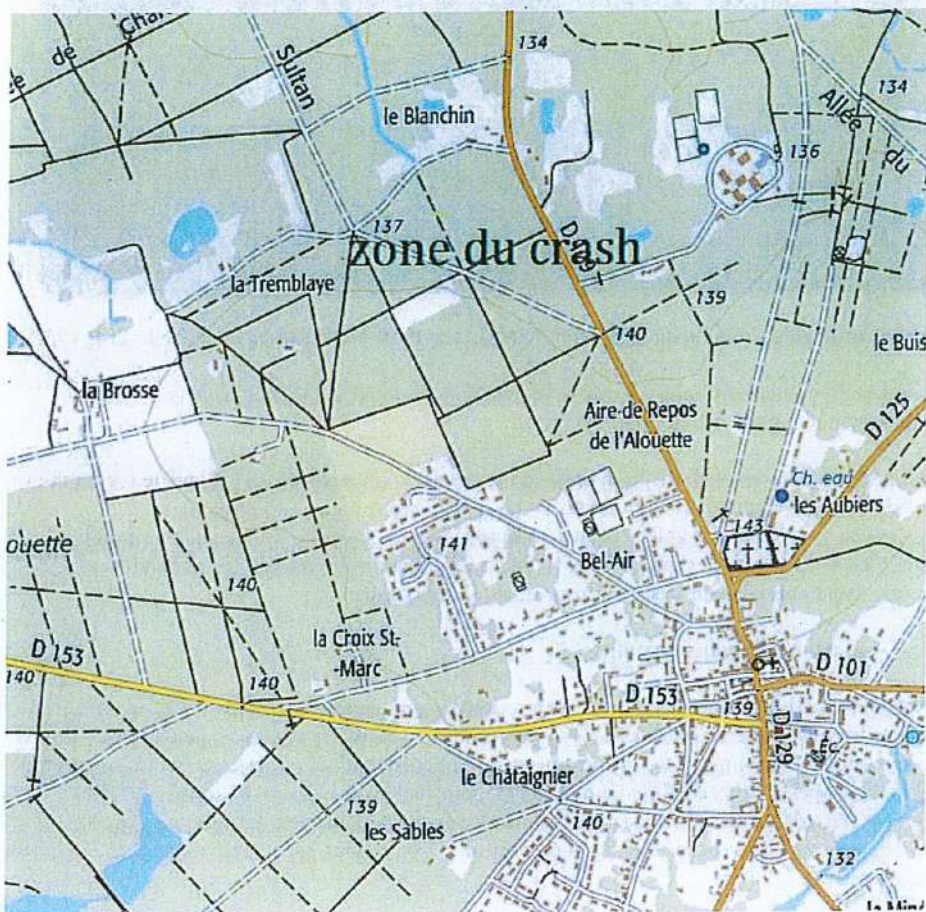 134
de
Sultan
le Blanchin
134
Allée
du
136
137
zone du crash
la Tremblaye
139
140
le Buis
la Brosse
Aire de Repos
de l'Alouette
D 125
Ch. eau
les Aubiers
143
ouette
141
Bel-Air
140
la Croix St-
-Marc
D 153
140
140
D 101
D 153
139
D 129
Éc.
le Châtaignier
139
les Sables
140
132